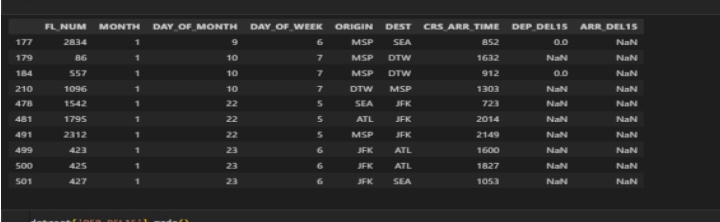 FL_NUM MONTH DAY_OF_MONTH DAY_OF_WEEK ORIGIN DEST CRS_ARR_TIME DEP_DEL15 ARR_DEL15
177 2834 1 9 6 MSP SEA 852 0.0 NaN
179 86 1 10 7 MSP DTW 1632 NaN NaN
184 557 1 10 7 MSP DTW 912 0.0 NaN
210 1096 1 10 7 DTW MSP 1303 NaN NaN
478 1542 1 22 5 SEA JFK 723 NaN NaN
481 1795 1 22 5 ATL JFK 2014 NaN NaN
491 2312 1 22 5 MSP JFK 2149 NaN NaN
499 423 1 23 6 JFK ATL 1600 NaN NaN
500 425 1 23 6 JFK ATL 1827 NaN NaN
501 427 1 23 6 JFK SEA 1053 NaN NaN